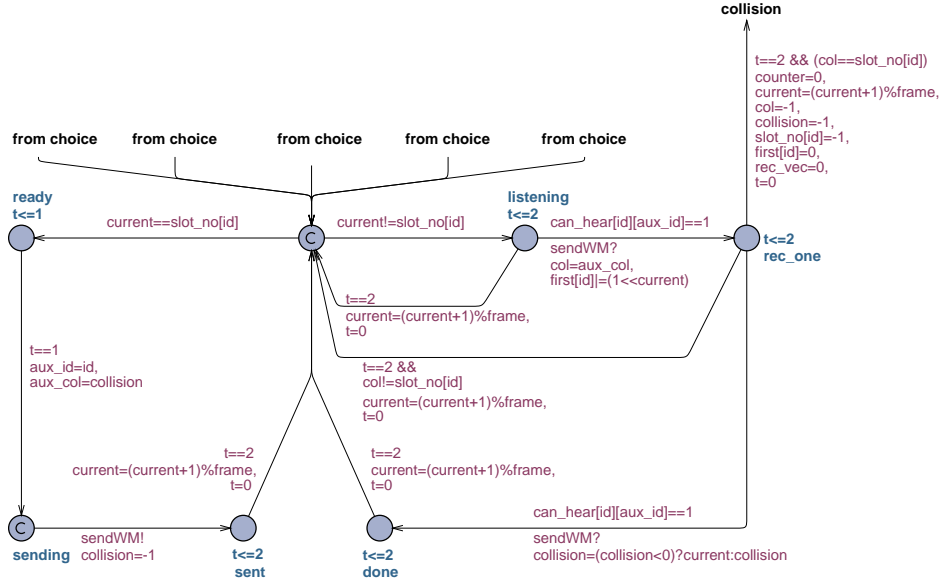 collision
t==2 && (col==slot_no[id])
counter=0,
current=(current+1)%frame,
col=-1,
collision=-1,
slot_no[id]=-1,
first[id]=0,
rec_vec=0,
t=0
from choice
from choice
from choice
from choice
from choice
ready
t<=1
current==slot_no[id]
C
current!=slot_no[id]
listening
t<=2
can_hear[id][aux_id]==1
sendWM?
col=aux_col,
first[id]|=(1<<current)
t<=2
rec_one
t==2
current=(current+1)%frame,
t=0
t==2 &&
col!=slot_no[id]
current=(current+1)%frame,
t=0
t==1
aux_id=id,
aux_col=collision
t==2
current=(current+1)%frame,
t=0
t==2
current=(current+1)%frame,
t=0
C
sending
sendWM!
collision=-1
t<=2
sent
t<=2
done
can_hear[id][aux_id]==1
sendWM?
collision=(collision<0)?current:collision